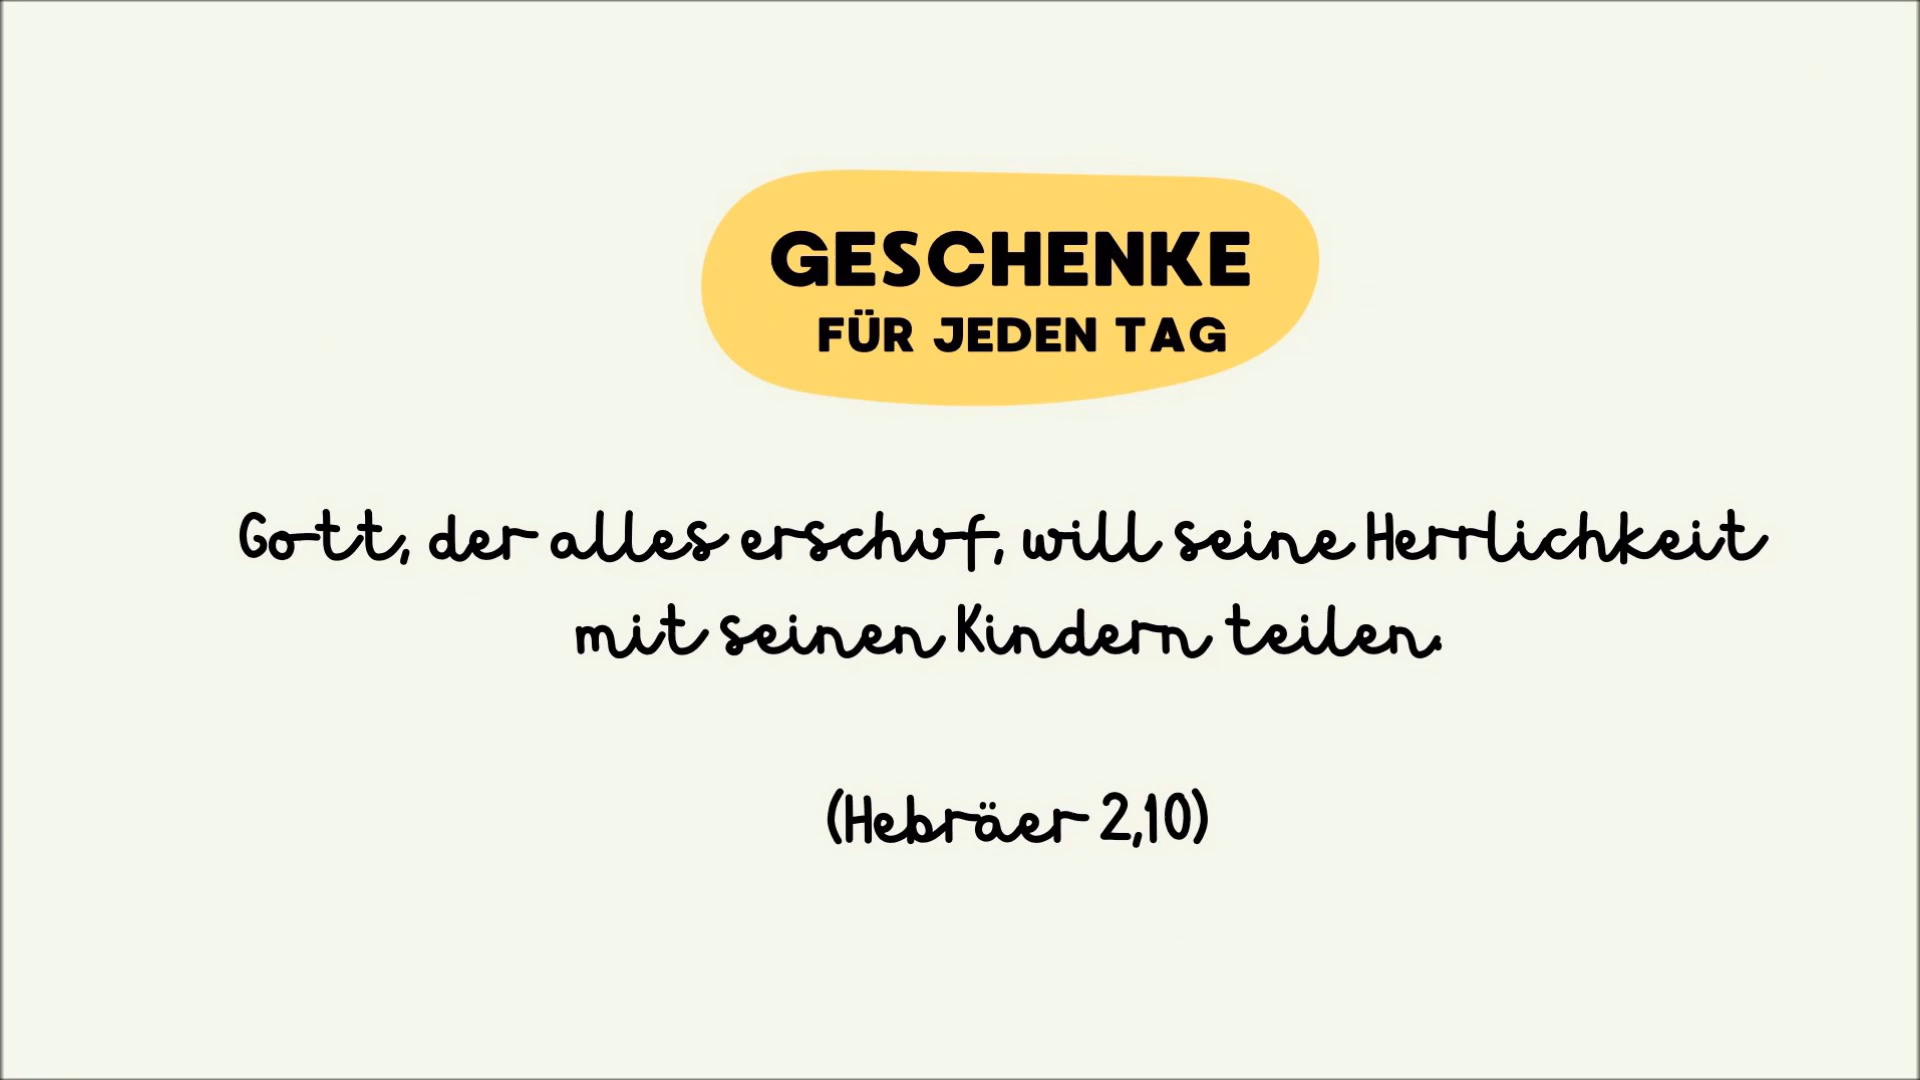 GESCHENKE
FÜR JEDEN TAG
Gott, der alles erschuf, will seine Herrlichkeit
mit seinen Kindern teilen.
(Hebräer 2,10)